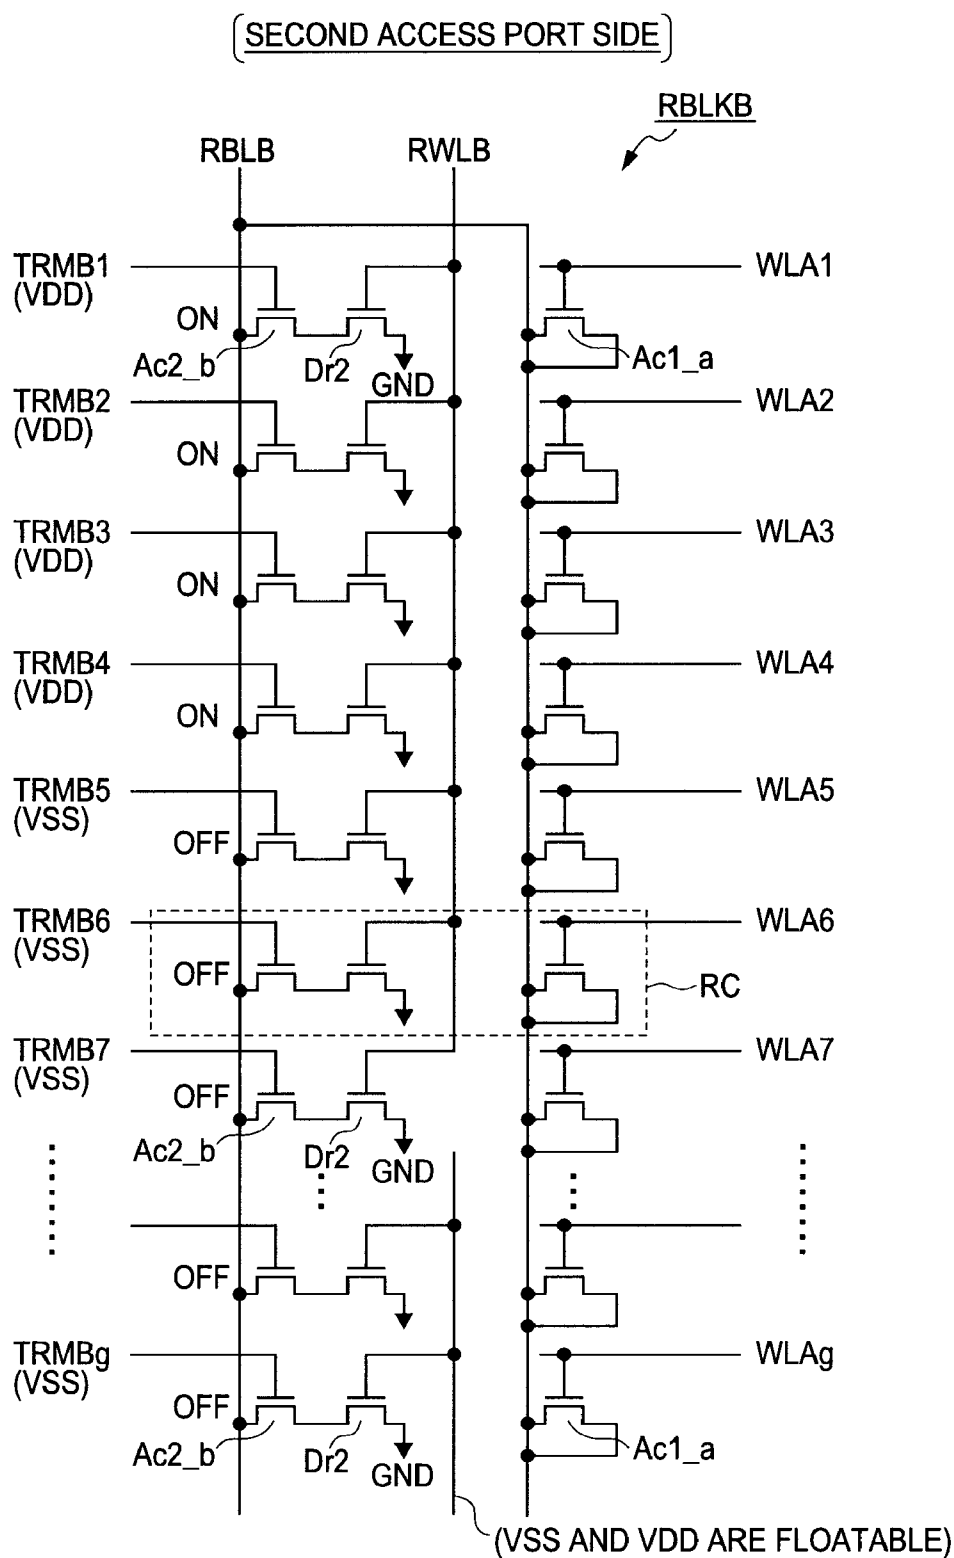 SECOND ACCESS PORT SIDE
RBLKB
RBLB
RWLB
TRMB1
(VDD)
WLA1
ON
Ac2_b
Dr2
GND
Ac1_a
TRMB2
(VDD)
WLA2
ON
TRMB3
(VDD)
WLA3
ON
TRMB4
(VDD)
WLA4
ON
TRMB5
(VSS)
WLA5
OFF
TRMB6
(VSS)
WLA6
OFF
RC
TRMB7
(VSS)
WLA7
OFF
Ac2_b
Dr2
GND
OFF
TRMBg
(VSS)
WLAg
OFF
Ac2_b
Dr2
GND
Ac1_a
(VSS AND VDD ARE FLOATABLE)